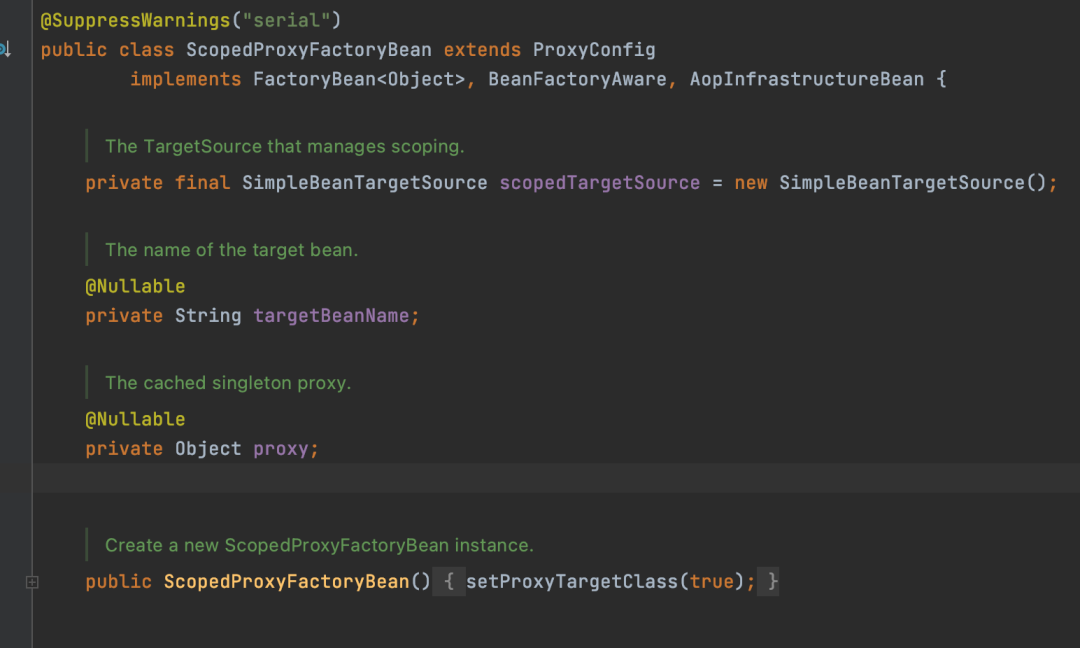 @SuppressWarnings("serial")
public class ScopedProxyFactoryBean extends ProxyConfig
implements FactoryBean<Object>, BeanFactoryAware, AopInfrastructureBean {
The TargetSource that manages scoping.
private final SimpleBeanTargetSource scopedTargetSource = new SimpleBeanTargetSource();
The name of the target bean.
@Nullable
private String targetBeanName;
The cached singleton proxy.
@Nullable
private Object proxy;
Create a new ScopedProxyFactoryBean instance.
public ScopedProxyFactoryBean() { setProxyTargetClass(true); }